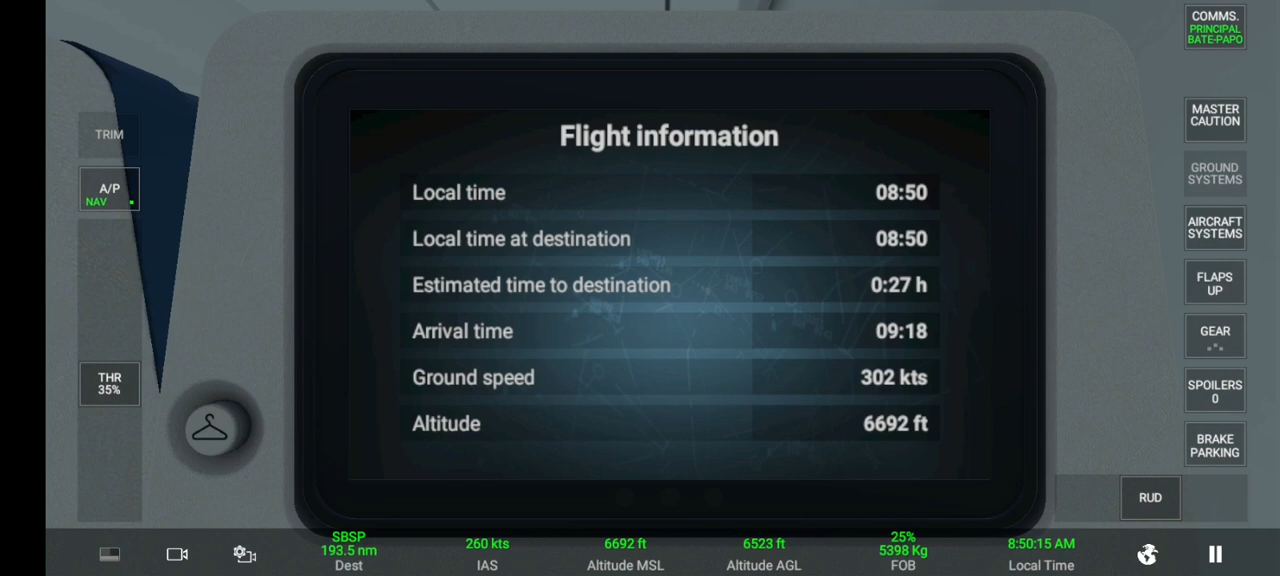 COMMS.
PRINCIPAL
BATE-PAPO
Flight information
MASTER
CAUTION
TRIM
GROUND
SYSTEMS
A/P
NAV
Local time 08:50
AIRCRAFT
SYSTEMS
Local time at destination 08:50
Estimated time to destination 0:27 h
FLAPS
UP
Arrival time 09:18
GEAR
Ground speed 302 kts
THR
35%
SPOILERS
0
Altitude 6692 ft
BRAKE
PARKING
RUD
SBSP
193.5 nm
Dest
260 kts
IAS
6692 ft
Altitude MSL
6523 ft
Altitude AGL
25%
5398 Kg
FOB
8:50:15 AM
Local Time